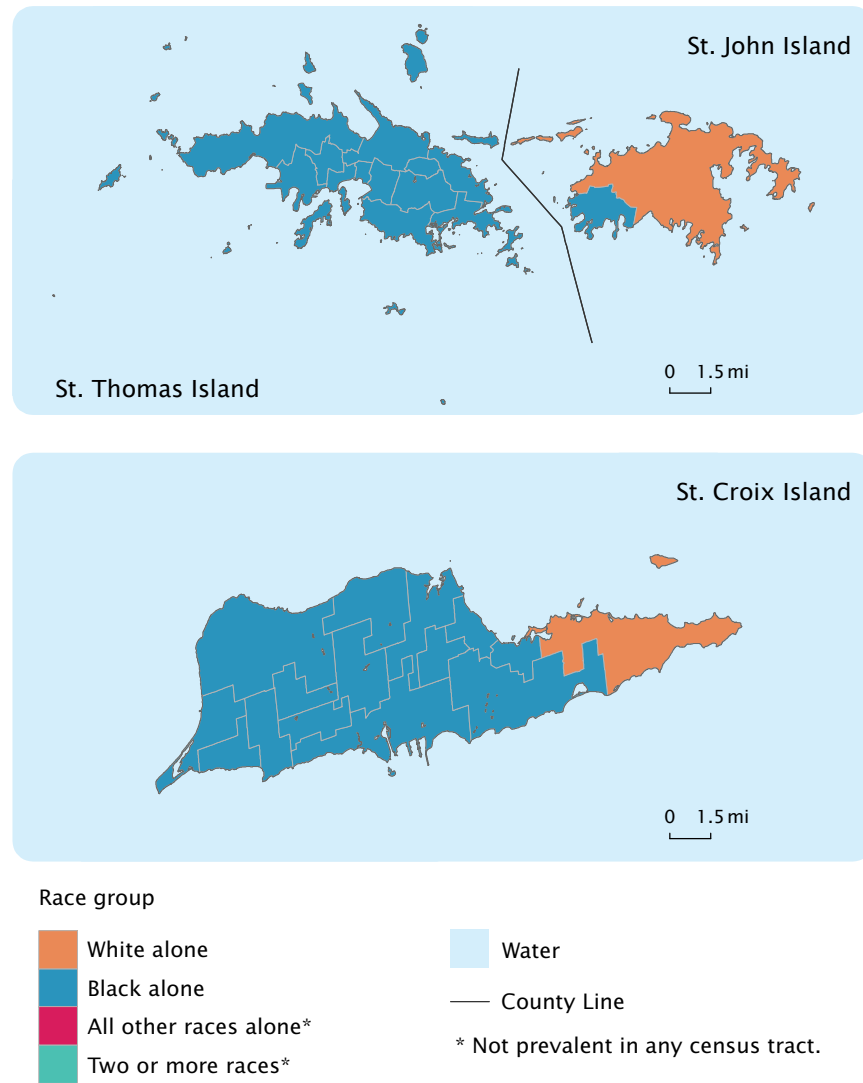 St. John Island
St. Thomas Island
0 1.5 mi
St. Croix Island
0 1.5 mi
Race group
White alone
Black alone
All other races alone*
Two or more races*
Water
County Line
* Not prevalent in any census tract.